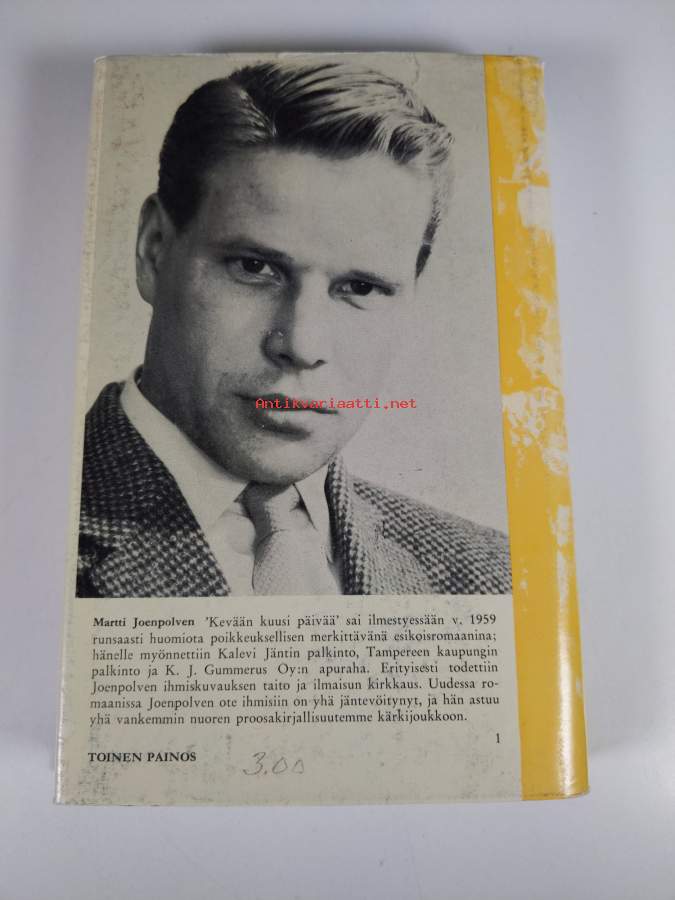 Antikvariaatti.net
Martti Joenpolven 'Kevään kuusi päivää' sai ilmestyessään v. 1959
runsaasti huomiota poikkeuksellisen merkittävänä esikoisromaanina;
hänelle myönnettiin Kalevi Jäntin palkinto, Tampereen kaupungin
palkinto ja K. J. Gummerus Oy:n apuraha. Erityisesti todettiin
Joenpolven ihmiskuvauksen taito ja ilmaisun kirkkaus. Uudessa ro-
maanissa Joenpolven ote ihmisiin on yhä jäntevöitynyt, ja hän astuu
yhä vankemmin nuoren proosakirjallisuutemme kärkijoukkoon.
1
TOINEN PAINOS 3.00